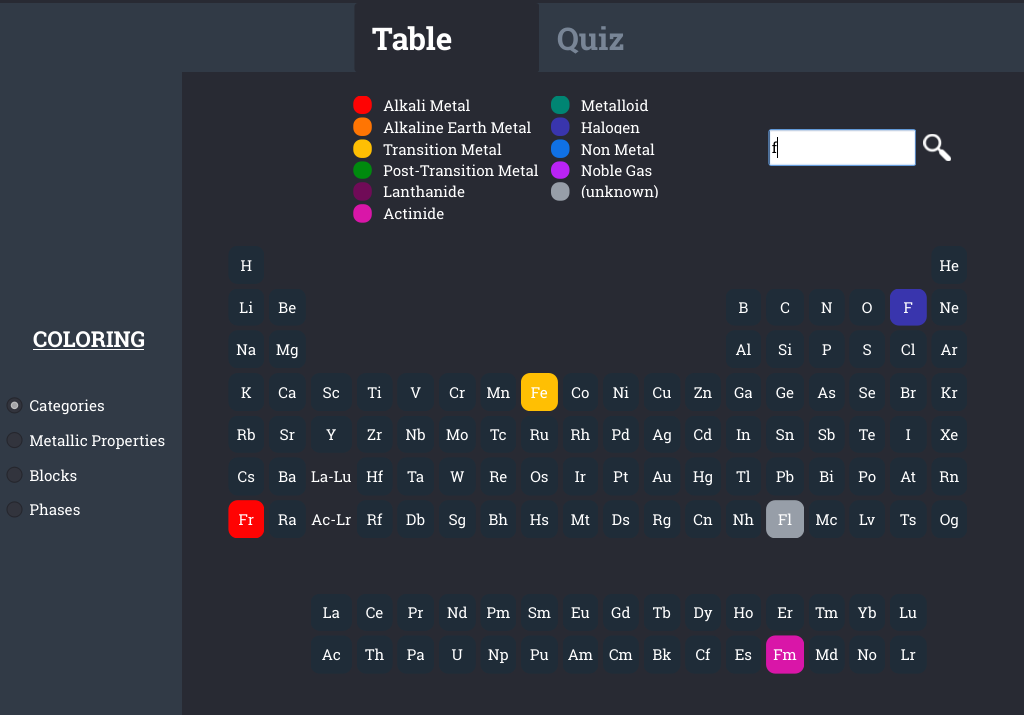 Table Quiz
Alkali Metal
Alkaline Earth Metal
Transition Metal
Post-Transition Metal
Lanthanide
Actinide
Metalloid
Halogen
Non Metal
Noble Gas
(unknown)
f
COLORING
Categories
Metallic Properties
Blocks
Phases
H He
Li Be B C N O F Ne
Na Mg Al Si P S Cl Ar
K Ca Sc Ti V Cr Mn Fe Co Ni Cu Zn Ga Ge As Se Br Kr
Rb Sr Y Zr Nb Mo Tc Ru Rh Pd Ag Cd In Sn Sb Te I Xe
Cs Ba La-Lu Hf Ta W Re Os Ir Pt Au Hg Tl Pb Bi Po At Rn
Fr Ra Ac-Lr Rf Db Sg Bh Hs Mt Ds Rg Cn Nh Fl Mc Lv Ts Og
La Ce Pr Nd Pm Sm Eu Gd Tb Dy Ho Er Tm Yb Lu
Ac Th Pa U Np Pu Am Cm Bk Cf Es Fm Md No Lr